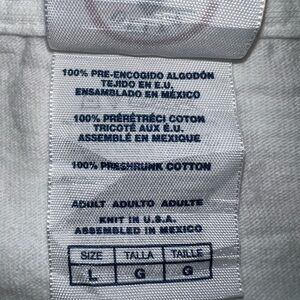 100% PRE-ENCOGIDO ALGODÓN
TEJIDO EN E.U.
ENSAMBLADO EN MÉXICO
100% PRÉRÉTRÉCI COTON
TRICOTÉ AUX É.U.
ASSEMBLÉ EN MEXIQUE
100% PRESHRUNK COTTON
ADULT ADULTO ADULTE
KNIT IN U.S.A.
ASSEMBLED IN MEXICO
SIZE TALLA TAILLE
L G G